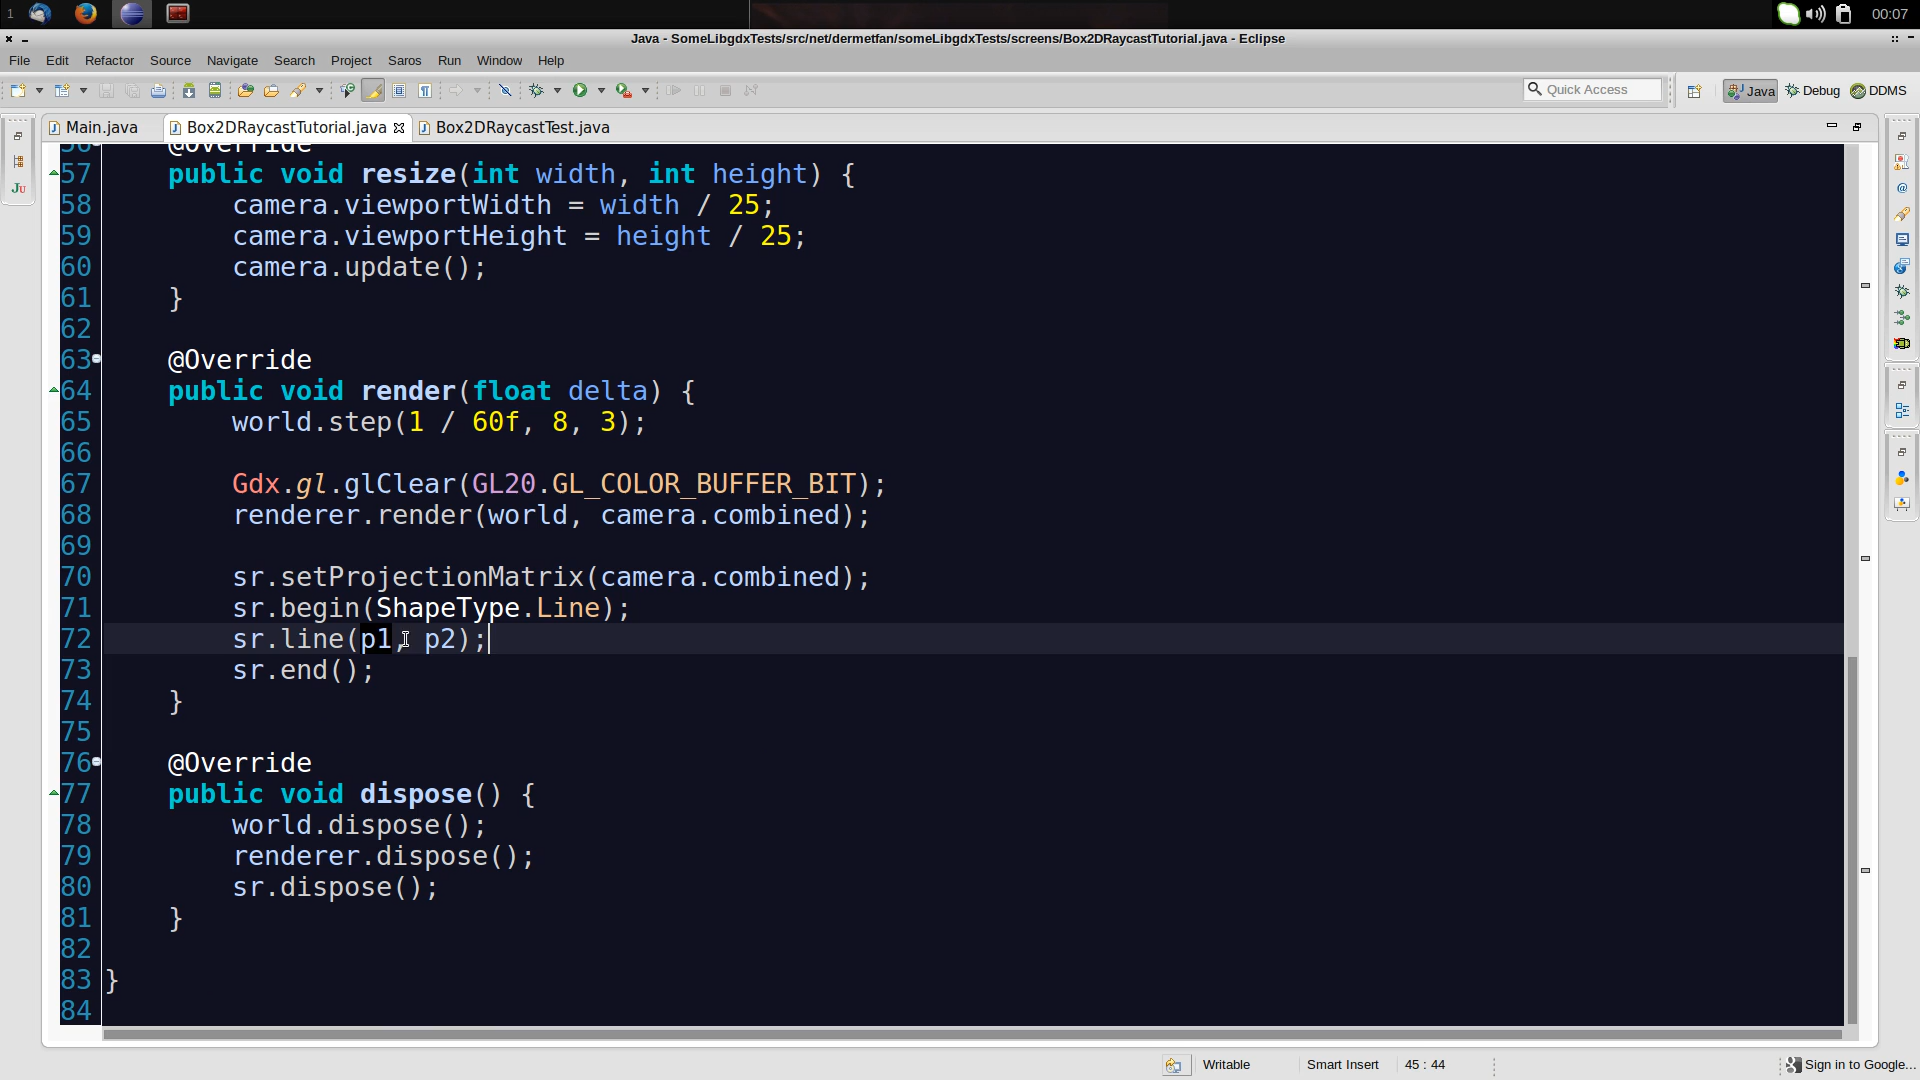 1
00:07
Java - SomeLibgdxTests/src/net/dermetfan/someLibgdxTests/screens/Box2DRaycastTutorial.java - Eclipse
File Edit Refactor Source Navigate Search Project Saros Run Window Help
Quick Access
Java Debug DDMS
Main.java Box2DRaycastTutorial.java Box2DRaycastTest.java
56 @Override
57 public void resize(int width, int height) {
58 camera.viewportWidth = width / 25;
59 camera.viewportHeight = height / 25;
60 camera.update();
61 }
62
63 @Override
64 public void render(float delta) {
65 world.step(1 / 60f, 8, 3);
66
67 Gdx.gl.glClear(GL20.GL_COLOR_BUFFER_BIT);
68 renderer.render(world, camera.combined);
69
70 sr.setProjectionMatrix(camera.combined);
71 sr.begin(ShapeType.Line);
72 sr.line(p1, p2);
73 sr.end();
74 }
75
76 @Override
77 public void dispose() {
78 world.dispose();
79 renderer.dispose();
80 sr.dispose();
81 }
82
83 }
84
Writable Smart Insert 45 : 44 Sign in to Google...